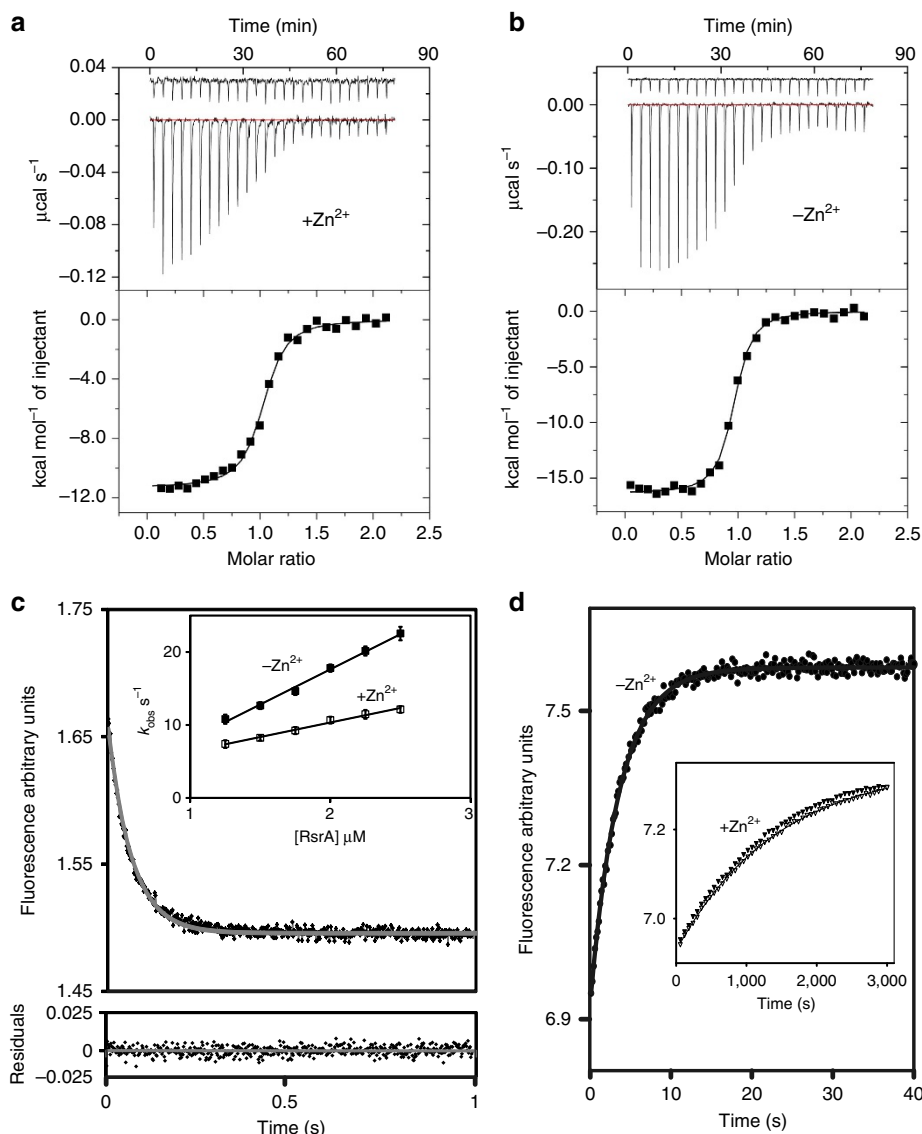 a
Time (min)
0 30 60 90
0.04
0.00
−0.04
−0.08
−0.12
μcal s−1
+Zn2+
0.0
−4.0
−8.0
−12.0
kcal mol−1 of injectant
0.0 0.5 1.0 1.5 2.0 2.5
Molar ratio
b
Time (min)
0 30 60 90
0.00
−0.10
−0.20
μcal s−1
−Zn2+
0.0
−5.0
−10.0
−15.0
kcal mol−1 of injectant
0.0 0.5 1.0 1.5 2.0 2.5
Molar ratio
c
1.75
1.65
1.55
1.45
Fluorescence arbitrary units
20
10
0
kobs s−1
−Zn2+
+Zn2+
1 2 3
[RsrA] μM
0.025
0
−0.025
Residuals
0 0.5 1
Time (s)
d
7.5
7.2
6.9
Fluorescence arbitrary units
−Zn2+
7.2
7.0
+Zn2+
0 1,000 2,000 3,000
Time (s)
0 10 20 30 40
Time (s)